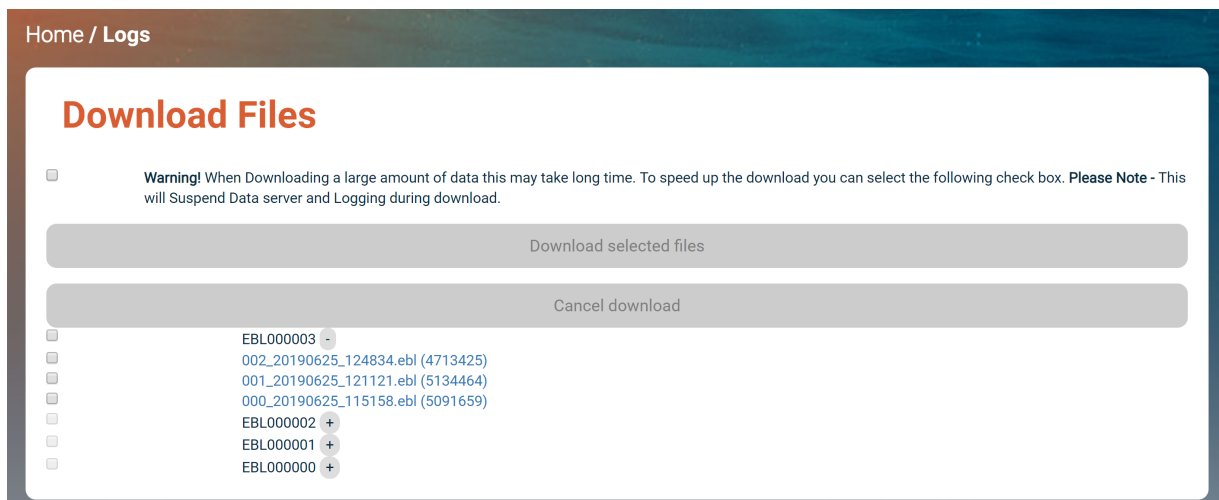 Home / Logs
Download Files
Warning! When Downloading a large amount of data this may take long time. To speed up the download you can select the following check box. Please Note - This
will Suspend Data server and Logging during download.
Download selected files
Cancel download
EBL000003 -
002_20190625_124834.ebl (4713425)
001_20190625_121121.ebl (5134464)
000_20190625_115158.ebl (5091659)
EBL000002 +
EBL000001 +
EBL000000 +